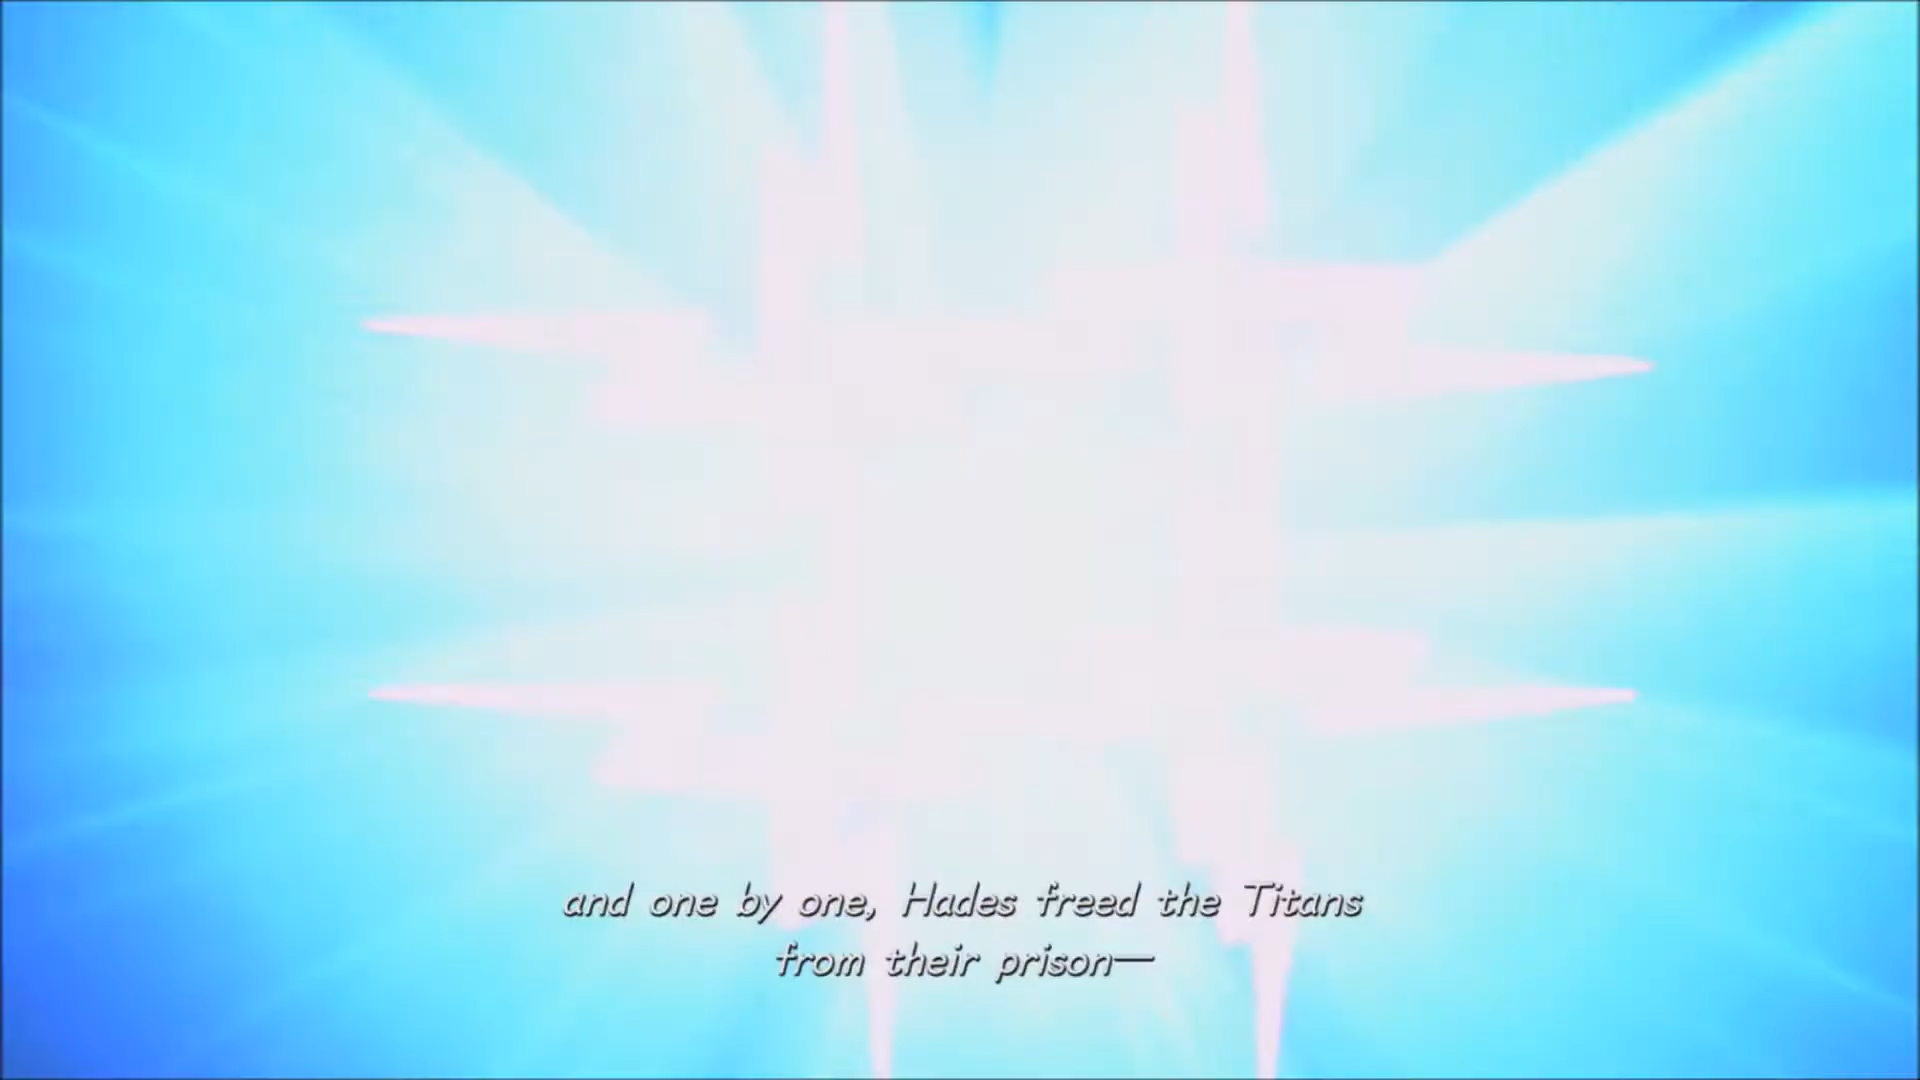 and one by one, Hades freed the Titans
from their prison—